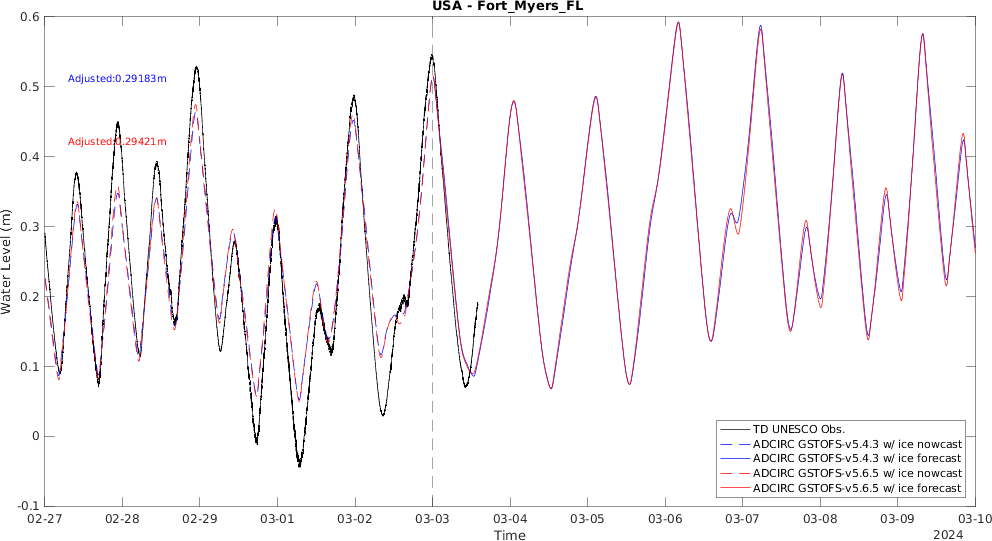 USA - Fort_Myers_FL
0.6
0.5
0.4
0.3
0.2
0.1
0
-0.1
Water Level (m)
Adjusted:0.29183m
Adjusted:0.29421m
TD UNESCO Obs.
ADCIRC GSTOFS-v5.4.3 w/ ice nowcast
ADCIRC GSTOFS-v5.4.3 w/ ice forecast
ADCIRC GSTOFS-v5.6.5 w/ ice nowcast
ADCIRC GSTOFS-v5.6.5 w/ ice forecast
02-27 02-28 02-29 03-01 03-02 03-03 03-04 03-05 03-06 03-07 03-08 03-09 03-10
Time
2024